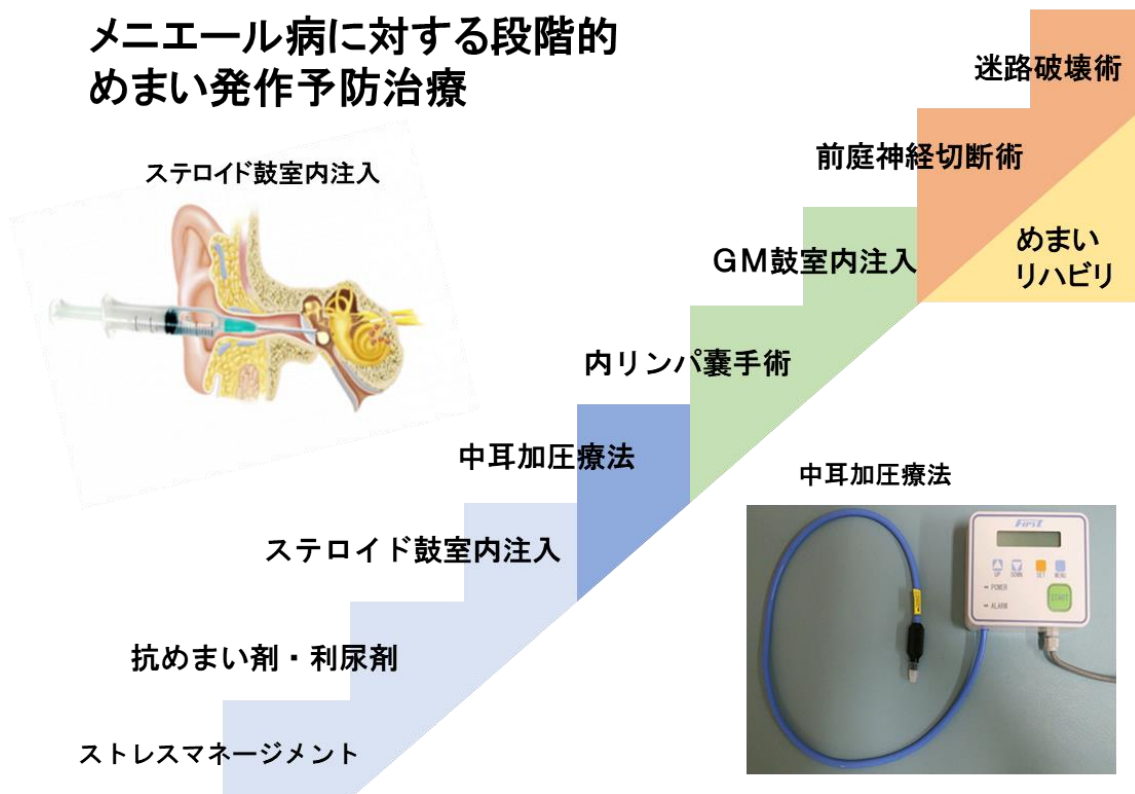 メニエール病に対する段階的
めまい発作予防治療
ステロイド鼓室内注入
迷路破壊術
前庭神経切断術
めまい
リハビリ
GM鼓室内注入
内リンパ嚢手術
中耳加圧療法
ステロイド鼓室内注入
抗めまい剤・利尿剤
ストレスマネージメント
中耳加圧療法
First
UP DOWN SET MENU
POWER
START
ALARM